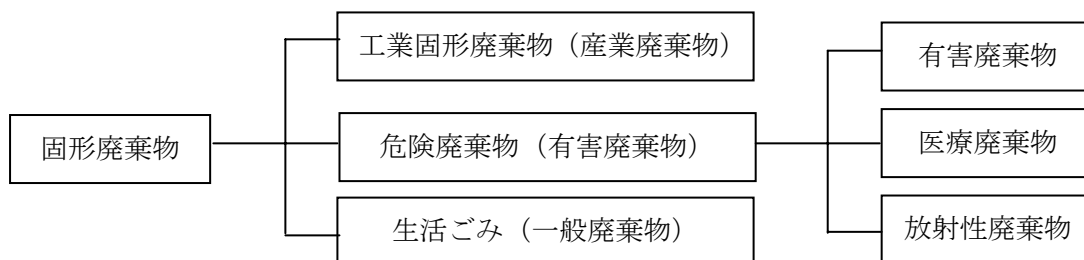 固形廃棄物
工業固形廃棄物（産業廃棄物）
危険廃棄物（有害廃棄物）
生活ごみ（一般廃棄物）
有害廃棄物
医療廃棄物
放射性廃棄物